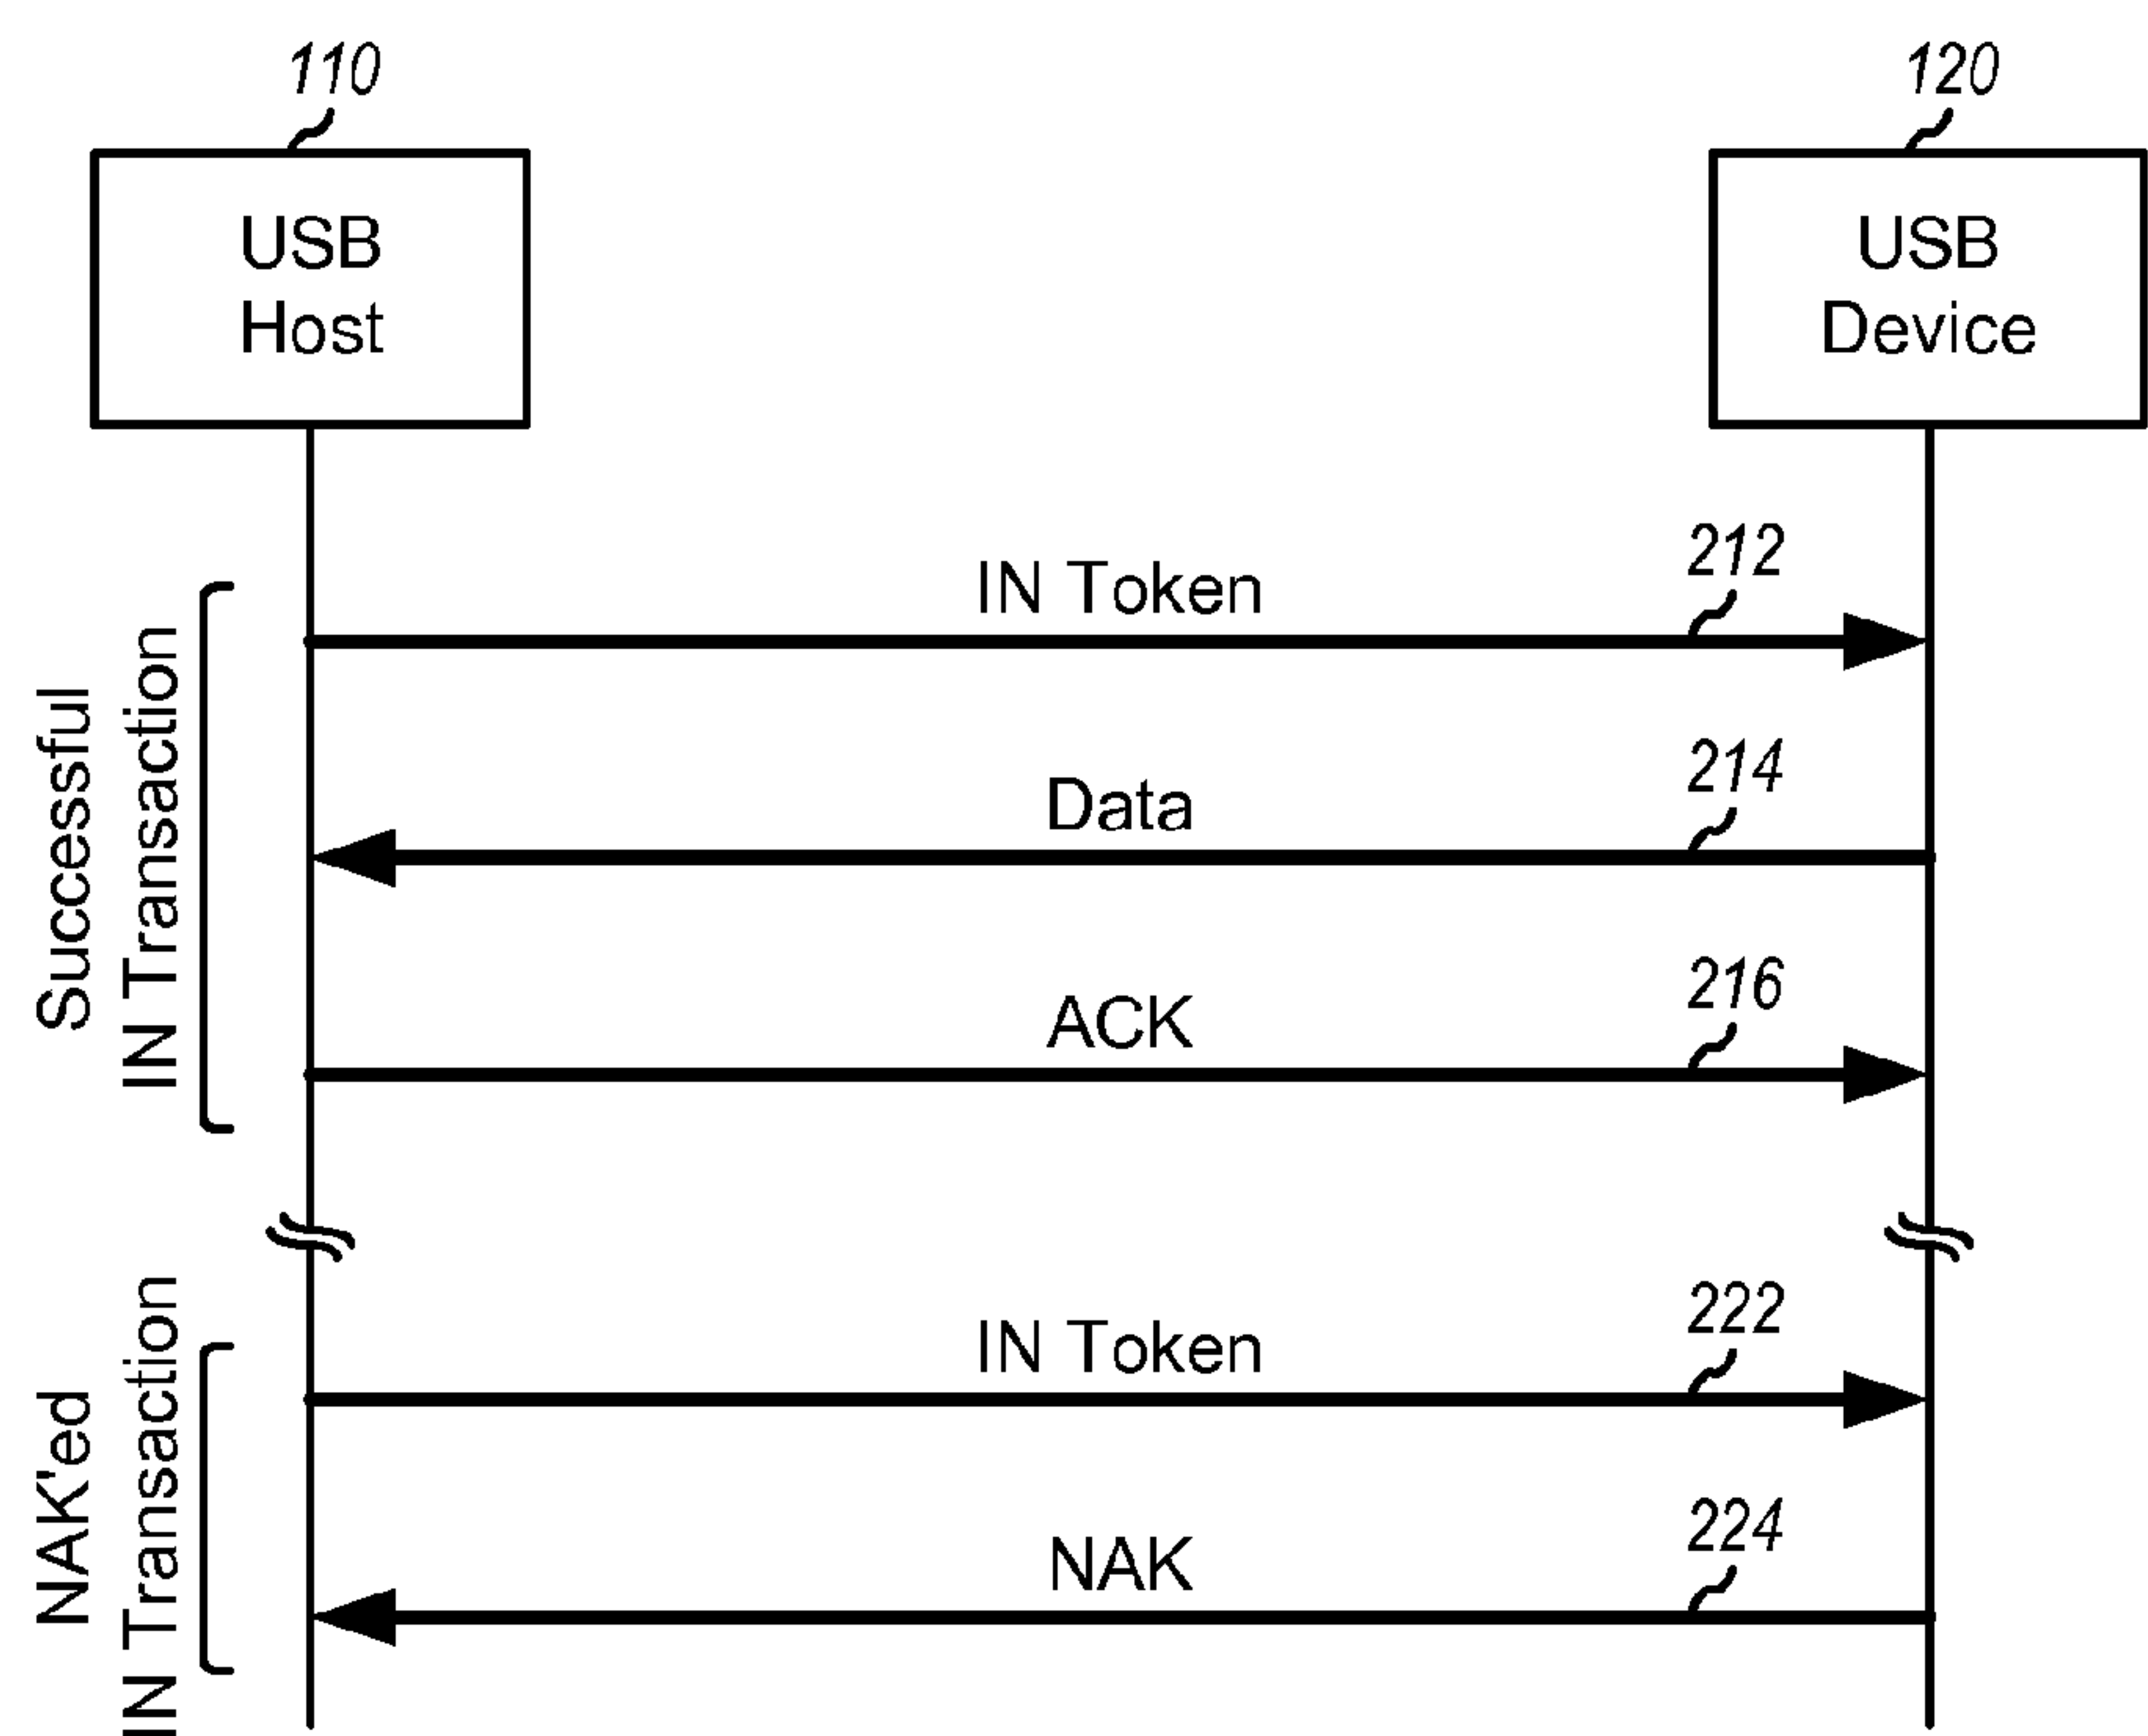 110
120
USB
Host
USB
Device
Successful
IN Transaction
IN Token
212
Data
214
ACK
216
NAK'ed
IN Transaction
IN Token
222
NAK
224